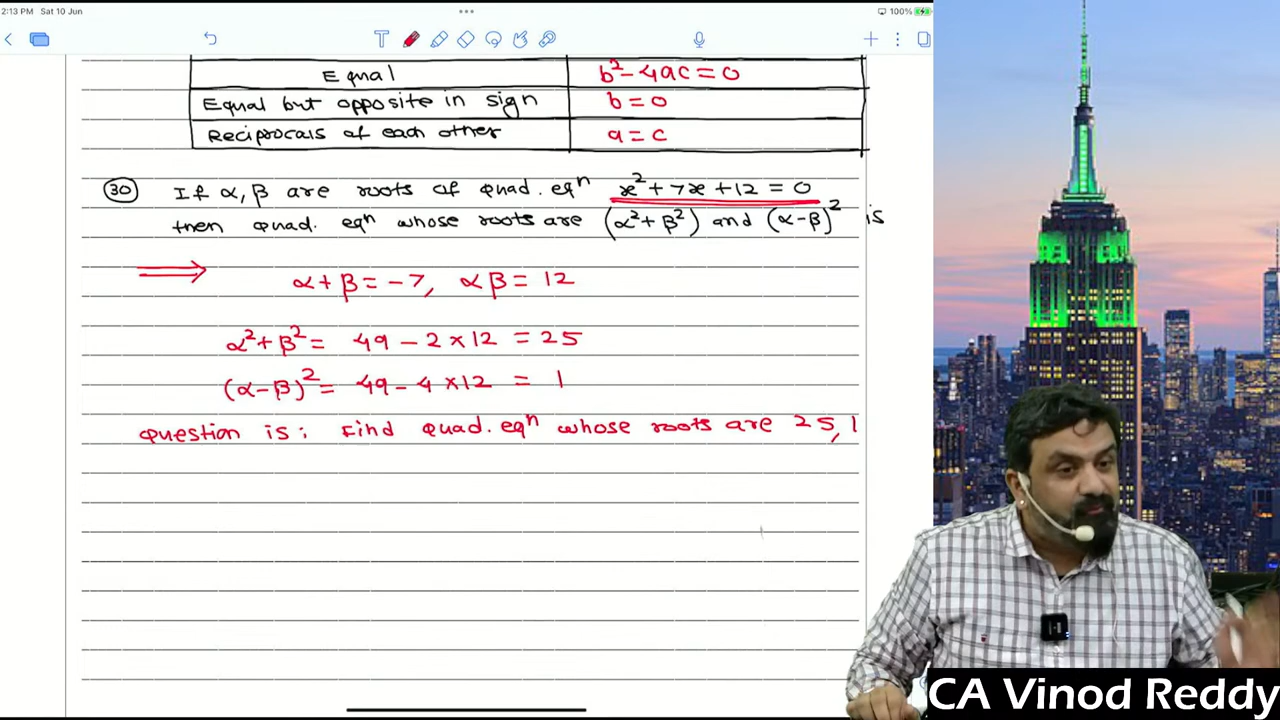 2:13 PM Sat 10 Jun
100%
Equal b² - 4ac = 0
Equal but opposite in sign b = 0
Reciprocals of each other a = c
30 If α, β are roots of quad. eqⁿ x² + 7x + 12 = 0
then quad. eqⁿ whose roots are (α² + β²) and (α - β)² is
⇒ α + β = -7, αβ = 12
α² + β² = 49 - 2 × 12 = 25
(α - β)² = 49 - 4 × 12 = 1
Question is: Find quad. eqⁿ whose roots are 25, 1
CA Vinod Reddy